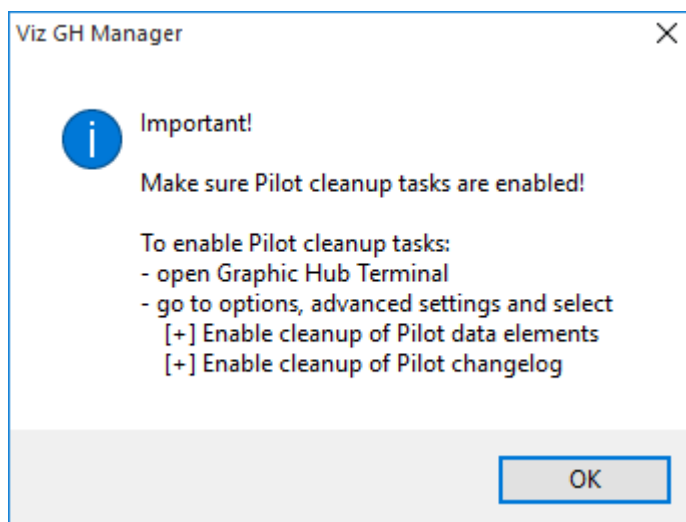 Viz GH Manager
Important!
Make sure Pilot cleanup tasks are enabled!
To enable Pilot cleanup tasks:
- open Graphic Hub Terminal
- go to options, advanced settings and select
[+] Enable cleanup of Pilot data elements
[+] Enable cleanup of Pilot changelog
OK